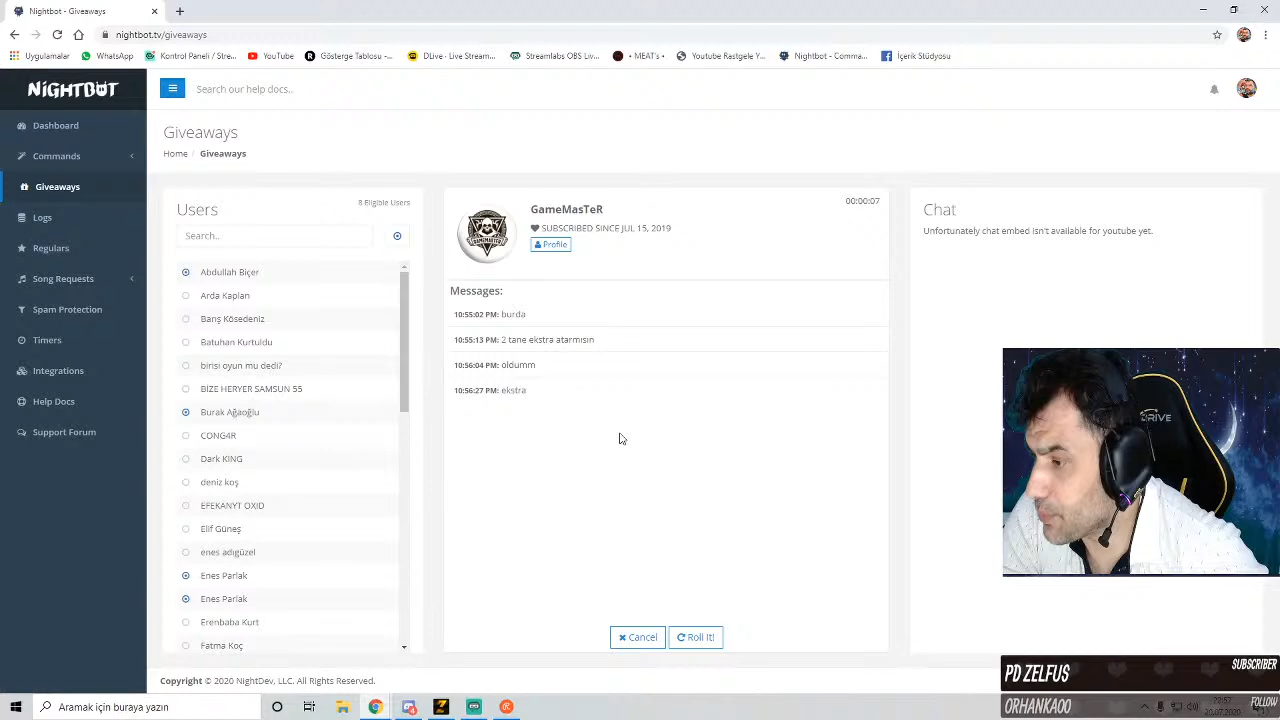 Nightbot - Giveaways
nightbot.tv/giveaways
Uygulamalar
WhatsApp
Kontrol Paneli / Stre...
YouTube
Gösterge Tablosu -...
DLive · Live Stream...
Streamlabs OBS Live...
• MEAT's •
Youtube Rastgele Y...
Nightbot - Comma...
İçerik Stüdyosu
NiGHTBOT
Search our help docs..
Dashboard
Commands
Giveaways
Logs
Regulars
Song Requests
Spam Protection
Timers
Integrations
Help Docs
Support Forum
Giveaways
Home / Giveaways
Users
8 Eligible Users
Search..
Abdullah Biçer
Arda Kaplan
Barış Kösedeniz
Batuhan Kurtuldu
birisi oyun mu dedi?
BİZE HERYER SAMSUN 55
Burak Ağaoğlu
CONG4R
Dark KING
deniz koş
EFEKANYT OXID
Elif Güneş
enes adıgüzel
Enes Parlak
Enes Parlak
Erenbaba Kurt
Fatma Koç
GAMEMASTER
GameMasTeR
00:00:07
SUBSCRIBED SINCE JUL 15, 2019
Profile
Messages:
10:55:02 PM: burda
10:55:13 PM: 2 tane ekstra atarmısın
10:56:04 PM: oldumm
10:56:27 PM: ekstra
Cancel
Roll It!
Chat
Unfortunately chat embed isn't available for youtube yet.
DRIVE
Copyright © 2020 NightDev, LLC. All Rights Reserved.
PD ZELFUS
SUBSCRIBER
ORHANKA00
FOLLOW
Aramak için buraya yazın
22:57
20.07.2020